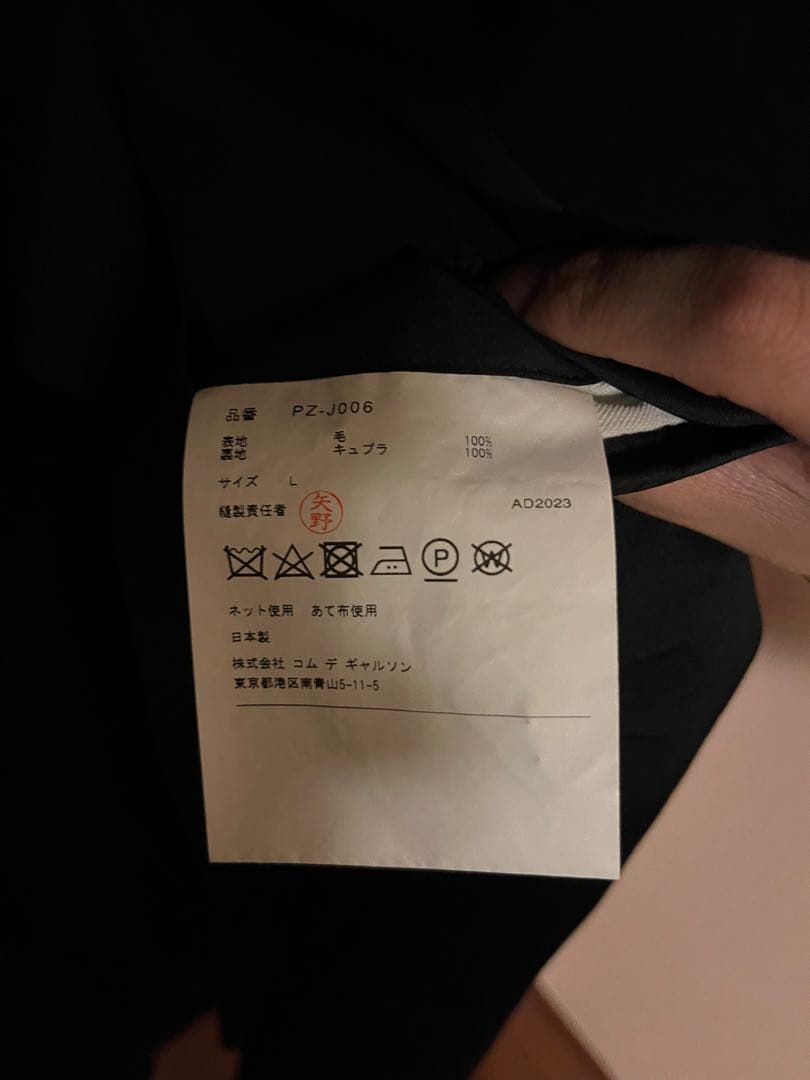 品番 PZ-J006
表地 毛 100%
裏地 キュプラ 100%
サイズ L
縫製責任者 矢野 AD2023
P W
ネット使用 あて布使用
日本製
株式会社 コム デ ギャルソン
東京都港区南青山5-11-5